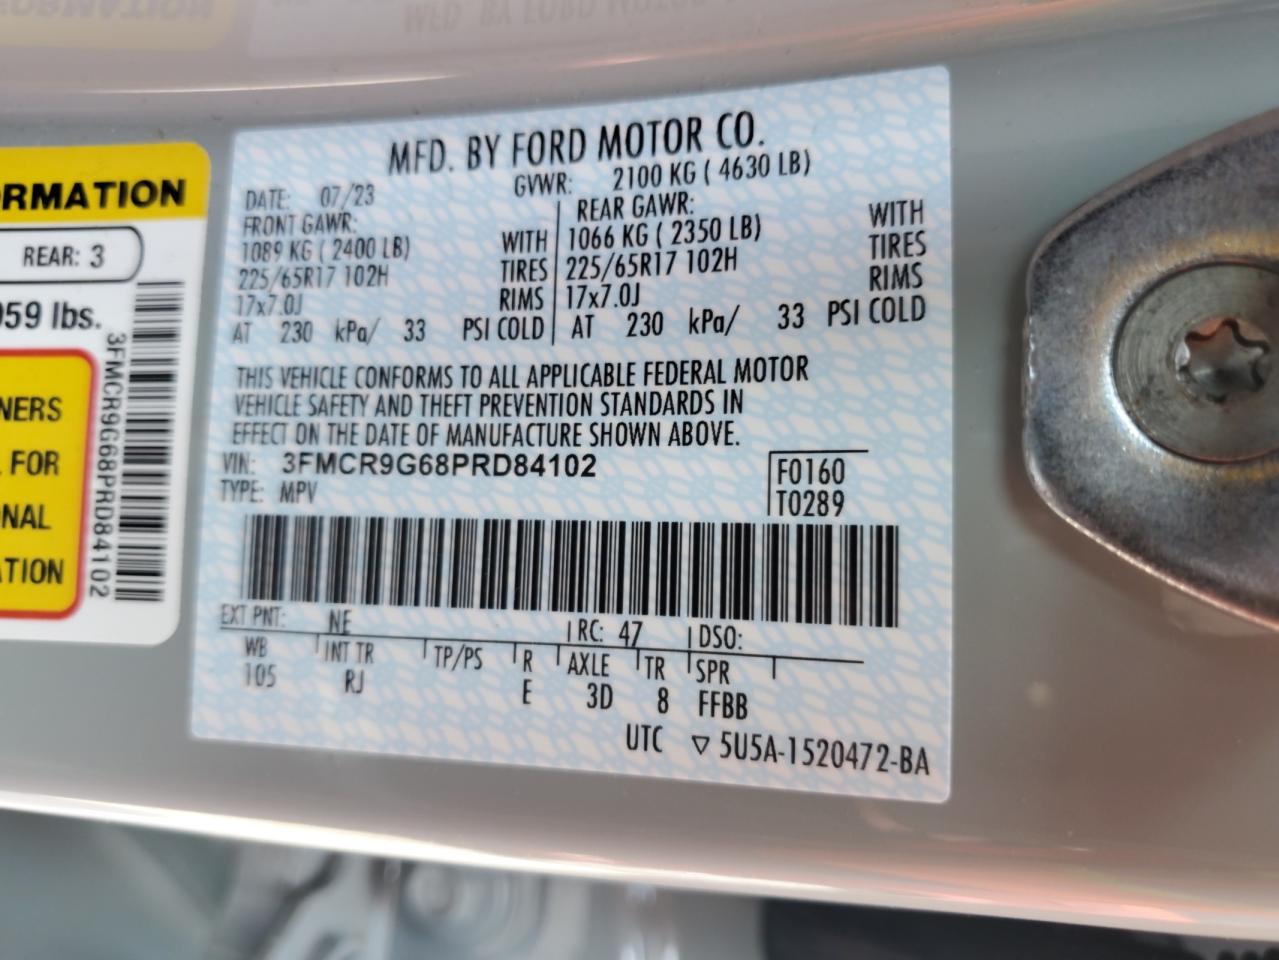 RMATION
REAR: 3
959 lbs.
NERS
FOR
NAL
ATION
3FMCR9G68PRD84102
MFD. BY FORD MOTOR CO.
DATE: 07/23 GVWR: 2100 KG ( 4630 LB)
FRONT GAWR: REAR GAWR: WITH
1089 KG ( 2400 LB) WITH 1066 KG ( 2350 LB) TIRES
225/65R17 102H TIRES 225/65R17 102H RIMS
17x7.0J RIMS 17x7.0J
AT 230 kPa/ 33 PSI COLD AT 230 kPa/ 33 PSI COLD
THIS VEHICLE CONFORMS TO ALL APPLICABLE FEDERAL MOTOR
VEHICLE SAFETY AND THEFT PREVENTION STANDARDS IN
EFFECT ON THE DATE OF MANUFACTURE SHOWN ABOVE.
VIN: 3FMCR9G68PRD84102 F0160
TYPE: MPV T0289
EXT PNT: NE RC: 47 DSO:
WB INT TR TP/PS R AXLE TR SPR
105 RJ E 3D 8 FFBB
UTC ▽ 5U5A-1520472-BA